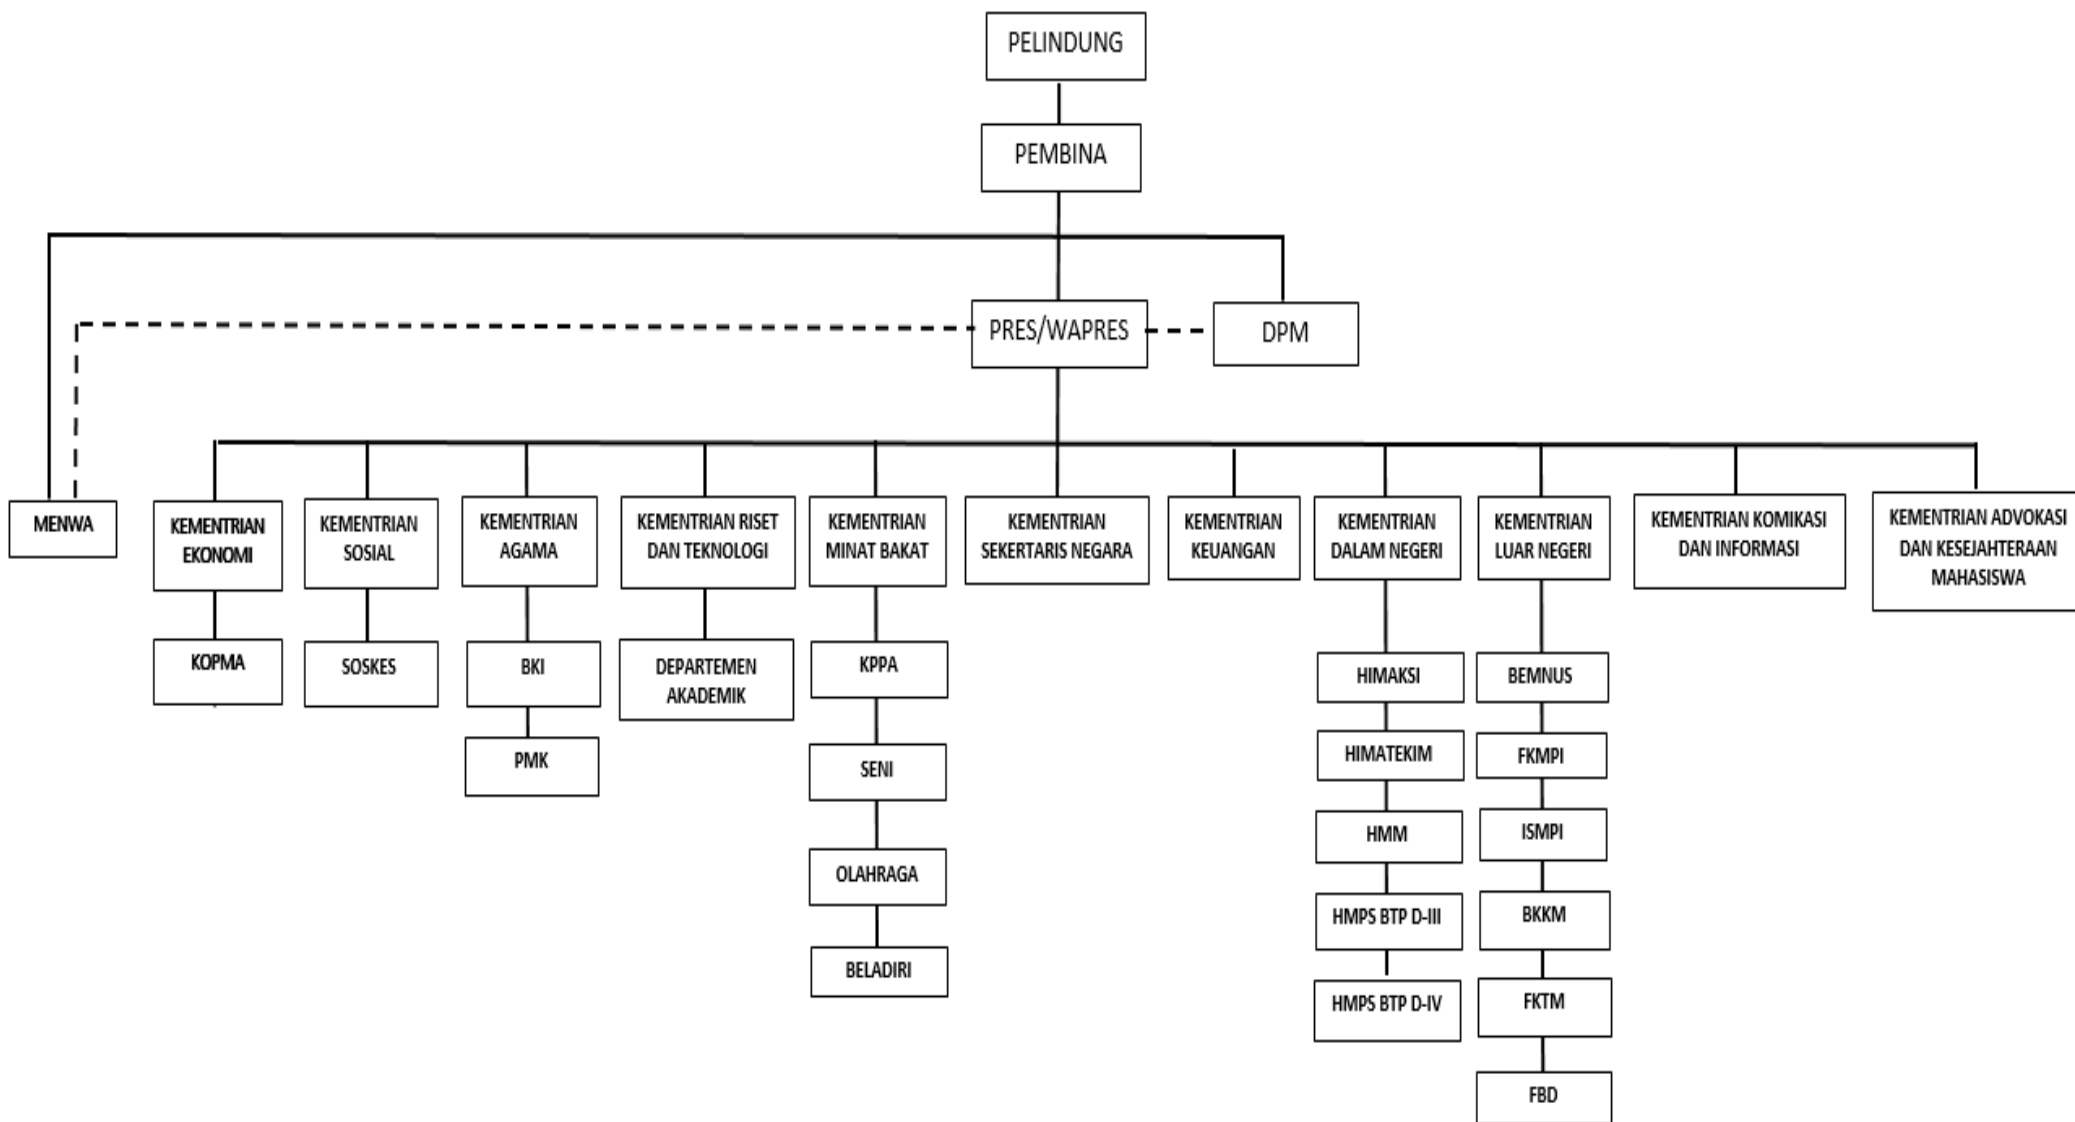 PELINDUNG
PEMBINA
PRES/WAPRES
DPM
MENWA
KEMENTRIAN
EKONOMI
KEMENTRIAN
SOSIAL
KEMENTRIAN
AGAMA
KEMENTRIAN RISET
DAN TEKNOLOGI
KEMENTRIAN
MINAT BAKAT
KEMENTRIAN
SEKERTARIS NEGARA
KEMENTRIAN
KEUANGAN
KEMENTRIAN
DALAM NEGERI
KEMENTRIAN
LUAR NEGERI
KEMENTRIAN KOMIKASI
DAN INFORMASI
KEMENTRIAN ADVOKASI
DAN KESEJAHTERAAN
MAHASISWA
KOPMA
SOSKES
BKI
PMK
DEPARTEMEN
AKADEMIK
KPPA
SENI
OLAHRAGA
BELADIRI
HIMAKSI
HIMATEKIM
HMM
HMPS BTP D-III
HMPS BTP D-IV
BEMNUS
FKMPI
ISMPI
BKKM
FKTM
FBD